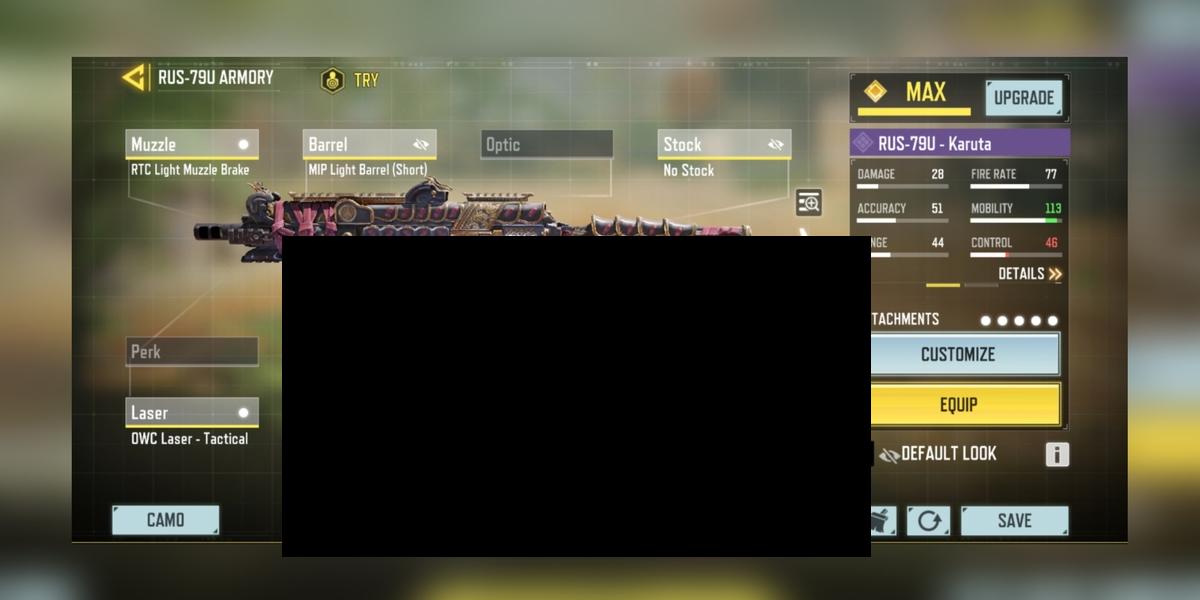 RUS-79U ARMORY
TRY
MAX
UPGRADE
Muzzle
RTC Light Muzzle Brake
Barrel
MIP Light Barrel (Short)
Optic
Stock
No Stock
RUS-79U - Karuta
DAMAGE 28
FIRE RATE 77
ACCURACY 51
MOBILITY 113
NGE 44
CONTROL 46
DETAILS
TACHMENTS
CUSTOMIZE
EQUIP
Perk
Laser
OWC Laser - Tactical
DEFAULT LOOK
i
CAMO
SAVE